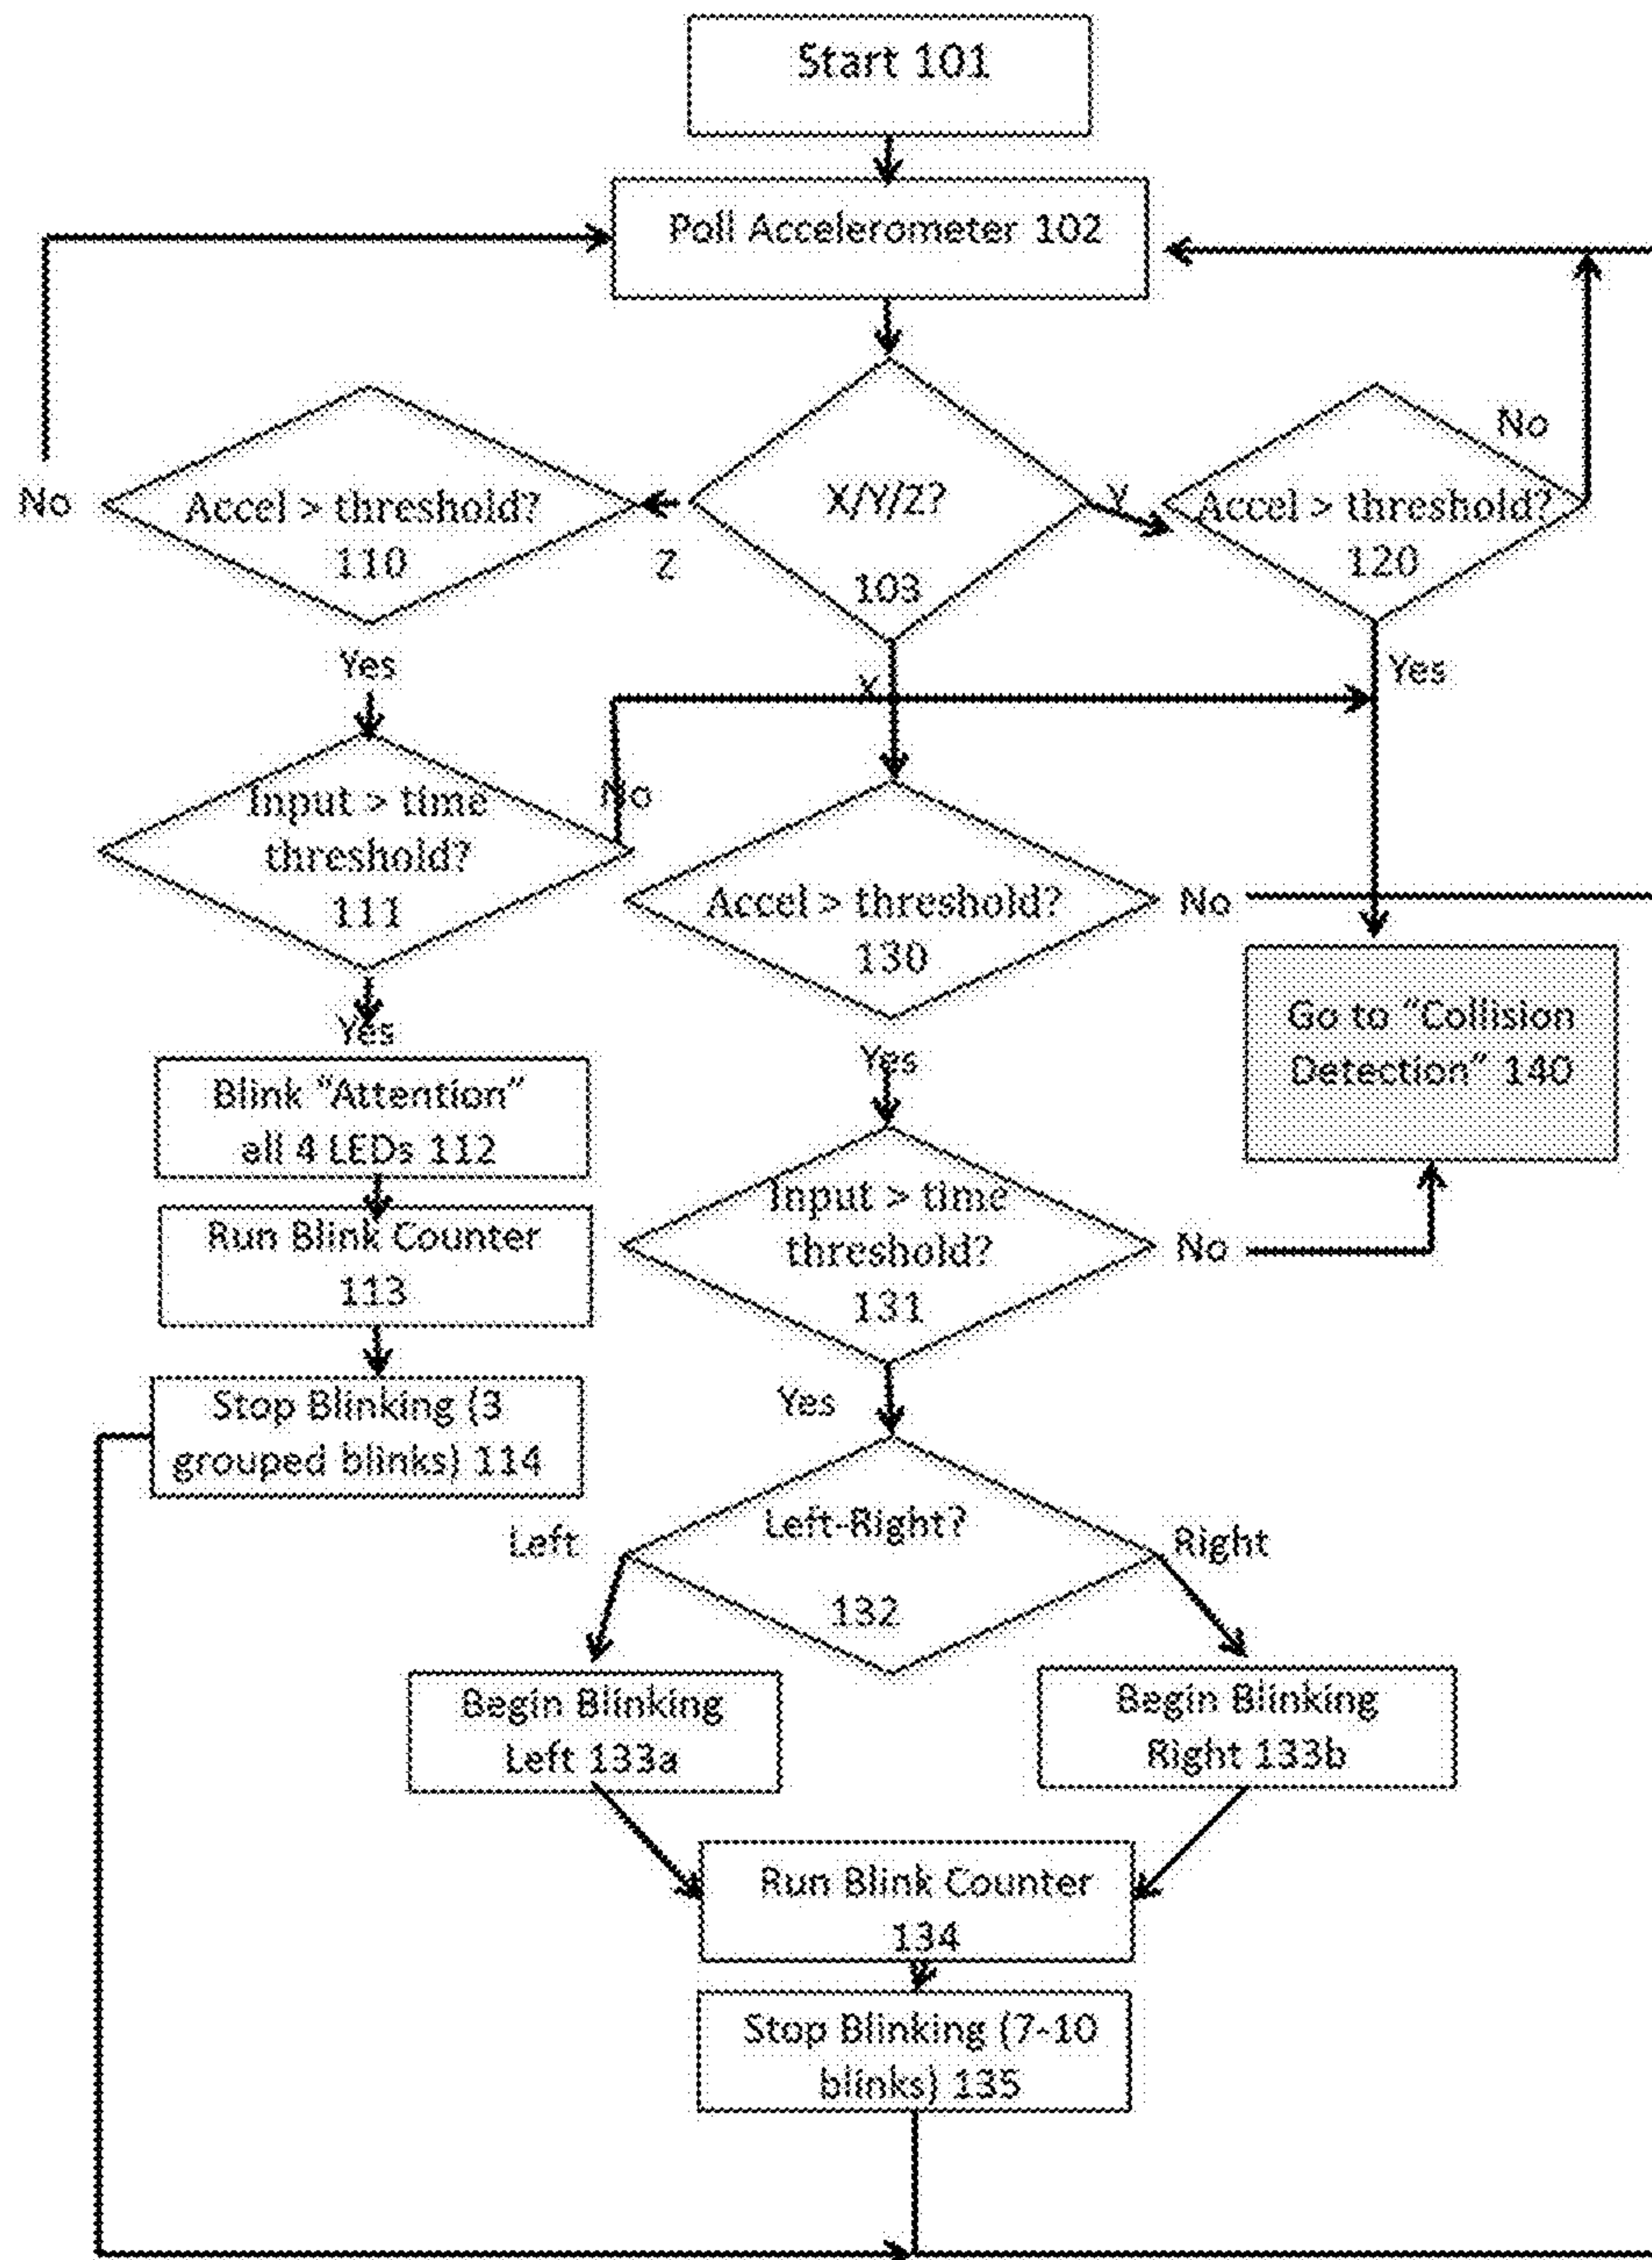 Start 101
Poll Accelerometer 102
No
Accel > threshold?
110
Z
X/Y/Z?
103
Y
Accel > threshold?
120
No
Yes
X
Yes
Input > time
threshold?
111
No
Accel > threshold?
130
No
Go to "Collision
Detection" 140
Yes
Blink "Attention"
all 4 LEDs 112
Run Blink Counter
113
Stop Blinking (3
grouped blinks) 114
Yes
Input > time
threshold?
131
No
Yes
Left-Right?
132
Left
Right
Begin Blinking
Left 133a
Begin Blinking
Right 133b
Run Blink Counter
134
Stop Blinking (7-10
blinks) 135